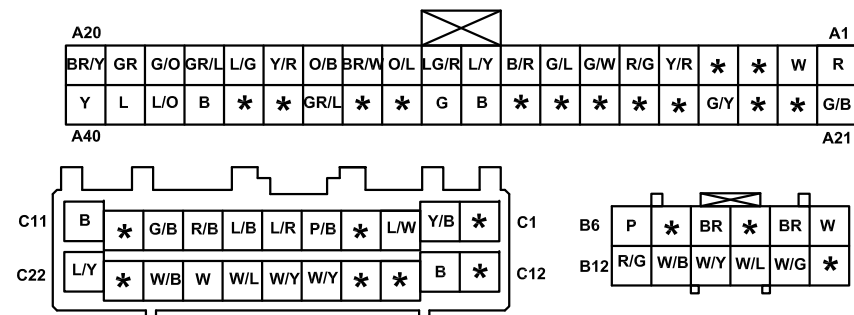 A20 A1
BR/Y GR G/O GR/L L/G Y/R O/B BR/W O/L LG/R L/Y B/R G/L G/W R/G Y/R * * W R
Y L L/O B * * GR/L * * G B * * * * * G/Y * * G/B
A40 A21
C11 B * G/B R/B L/B L/R P/B * L/W Y/B * C1
C22 L/Y * W/B W W/L W/Y W/Y * * B * C12
B6 P * BR * BR W
B12 R/G W/B W/Y W/L W/G *